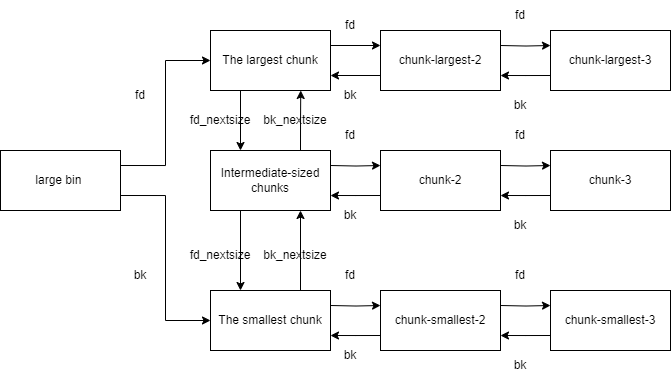 fd
fd
The largest chunk
chunk-largest-2
chunk-largest-3
fd
bk
bk
fd_nextsize
bk_nextsize
fd
fd
large bin
Intermediate-sized
chunks
chunk-2
chunk-3
bk
bk
fd_nextsize
bk_nextsize
bk
fd
fd
The smallest chunk
chunk-smallest-2
chunk-smallest-3
bk
bk